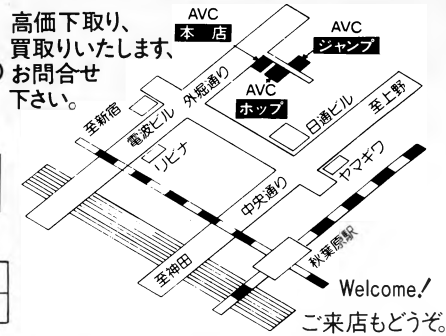 高価下取り、
買取りいたします、
お問合せ
下さい。
AVC
本店
AVC
ジャンプ
AVC
ホップ
至新宿
電波ビル
外堀通り
日通ビル
至上野
リビナ
ヤマギワ
中央通り
至神田
秋葉原駅
Welcome!
ご来店もどうぞ。